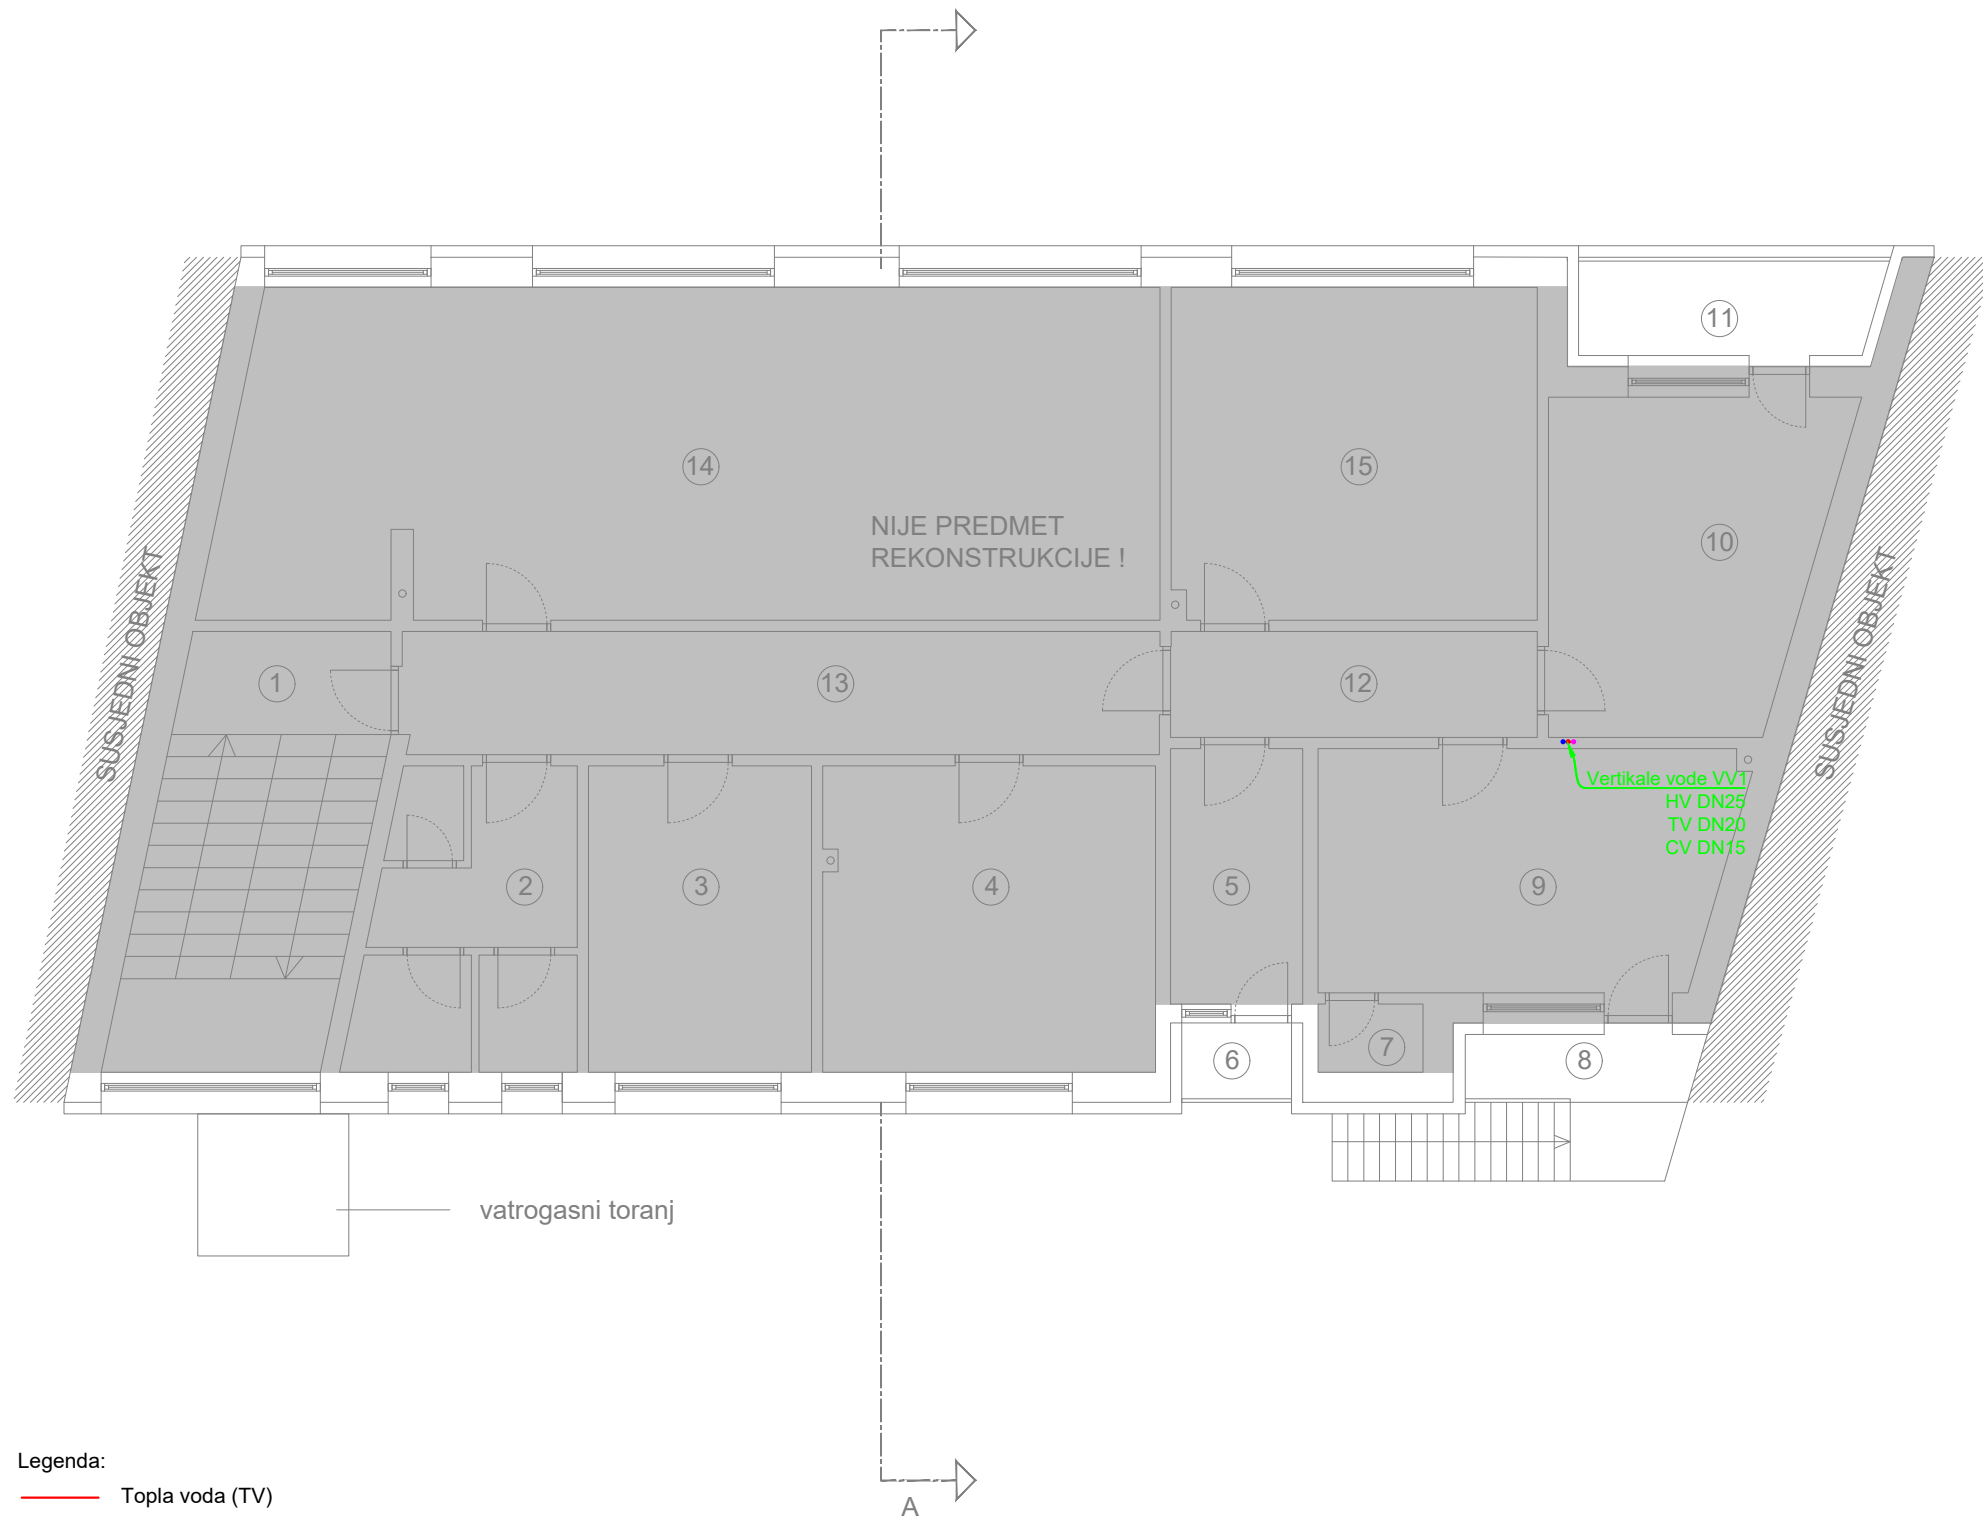 11
14
15
NIJE PREDMET
REKONSTRUKCIJE !
10
SUSJEDNI OBJEKT
SUSJEDNI OBJEKT
1
13
12
Vertikale vode VV1
HV DN25
TV DN20
CV DN15
2
3
4
5
9
6
7
8
vatrogasni toranj
Legenda:
Topla voda (TV)
A